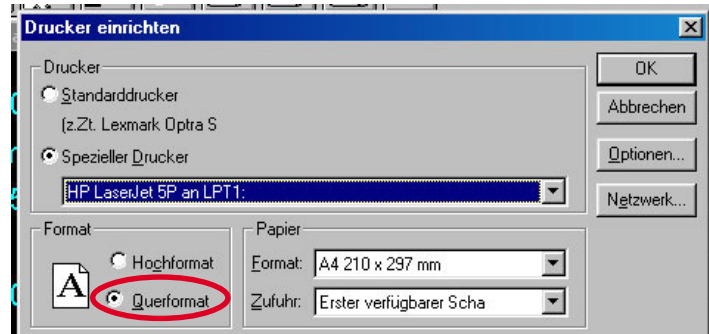 Drucker einrichten
Drucker
Standarddrucker
(z.Zt. Lexmark Optra S
Spezieller Drucker
HP LaserJet 5P an LPT1:
OK
Abbrechen
Optionen...
Netzwerk...
Format
A
Hochformat
Querformat
Papier
Format: A4 210 x 297 mm
Zufuhr: Erster verfügbarer Scha